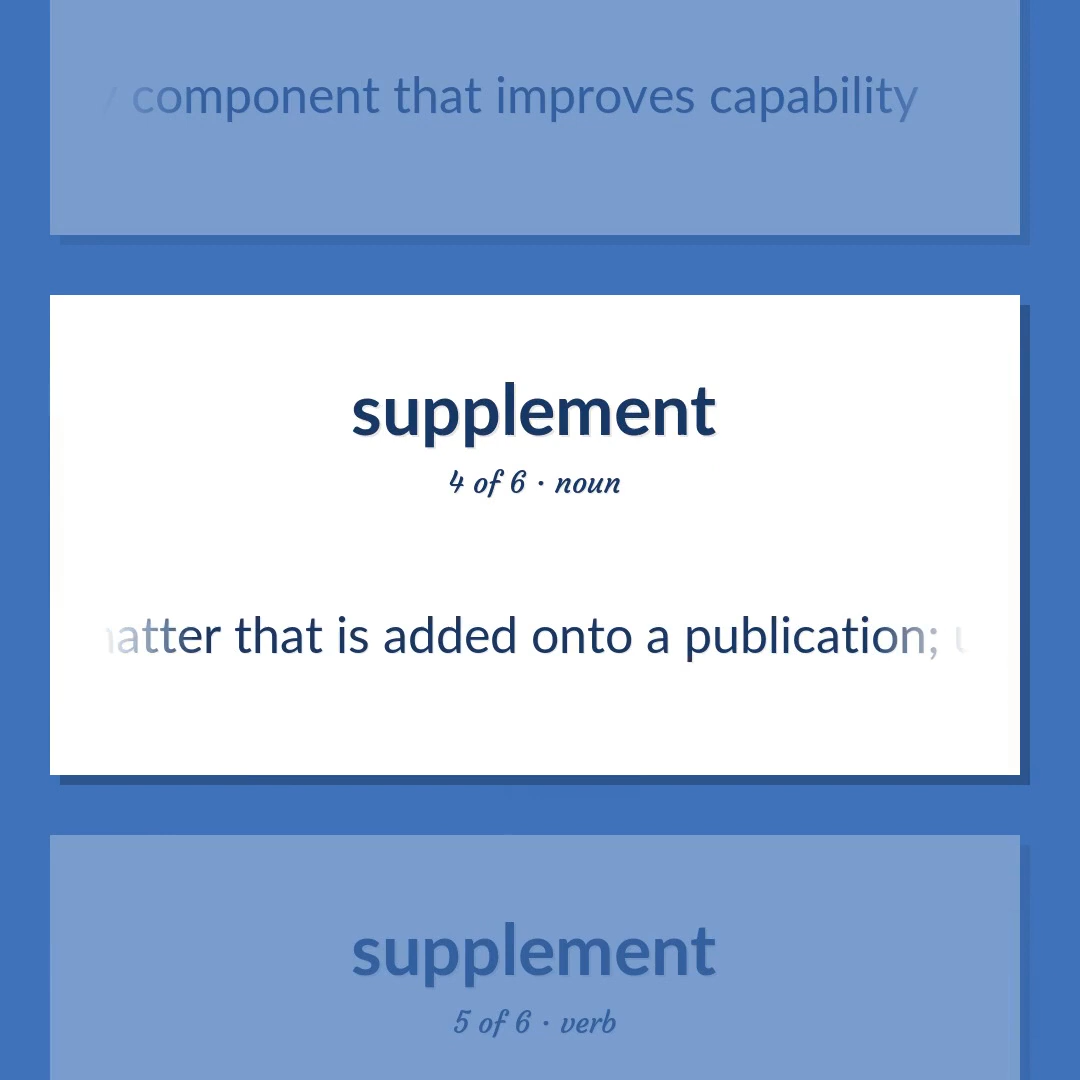 component that improves capability
supplement
4 of 6 · noun
that is added onto a publication;
supplement
5 of 6 · verb